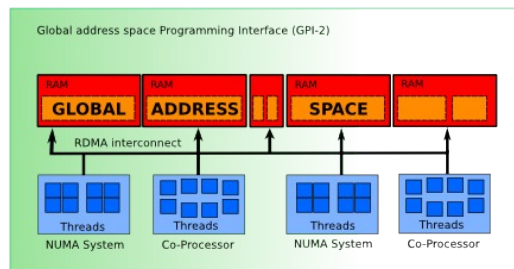 Global address space Programming Interface (GPI-2)
RAM RAM RAM RAM
GLOBAL ADDRESS SPACE
RDMA interconnect
Threads Threads Threads Threads
NUMA System Co-Processor NUMA System Co-Processor